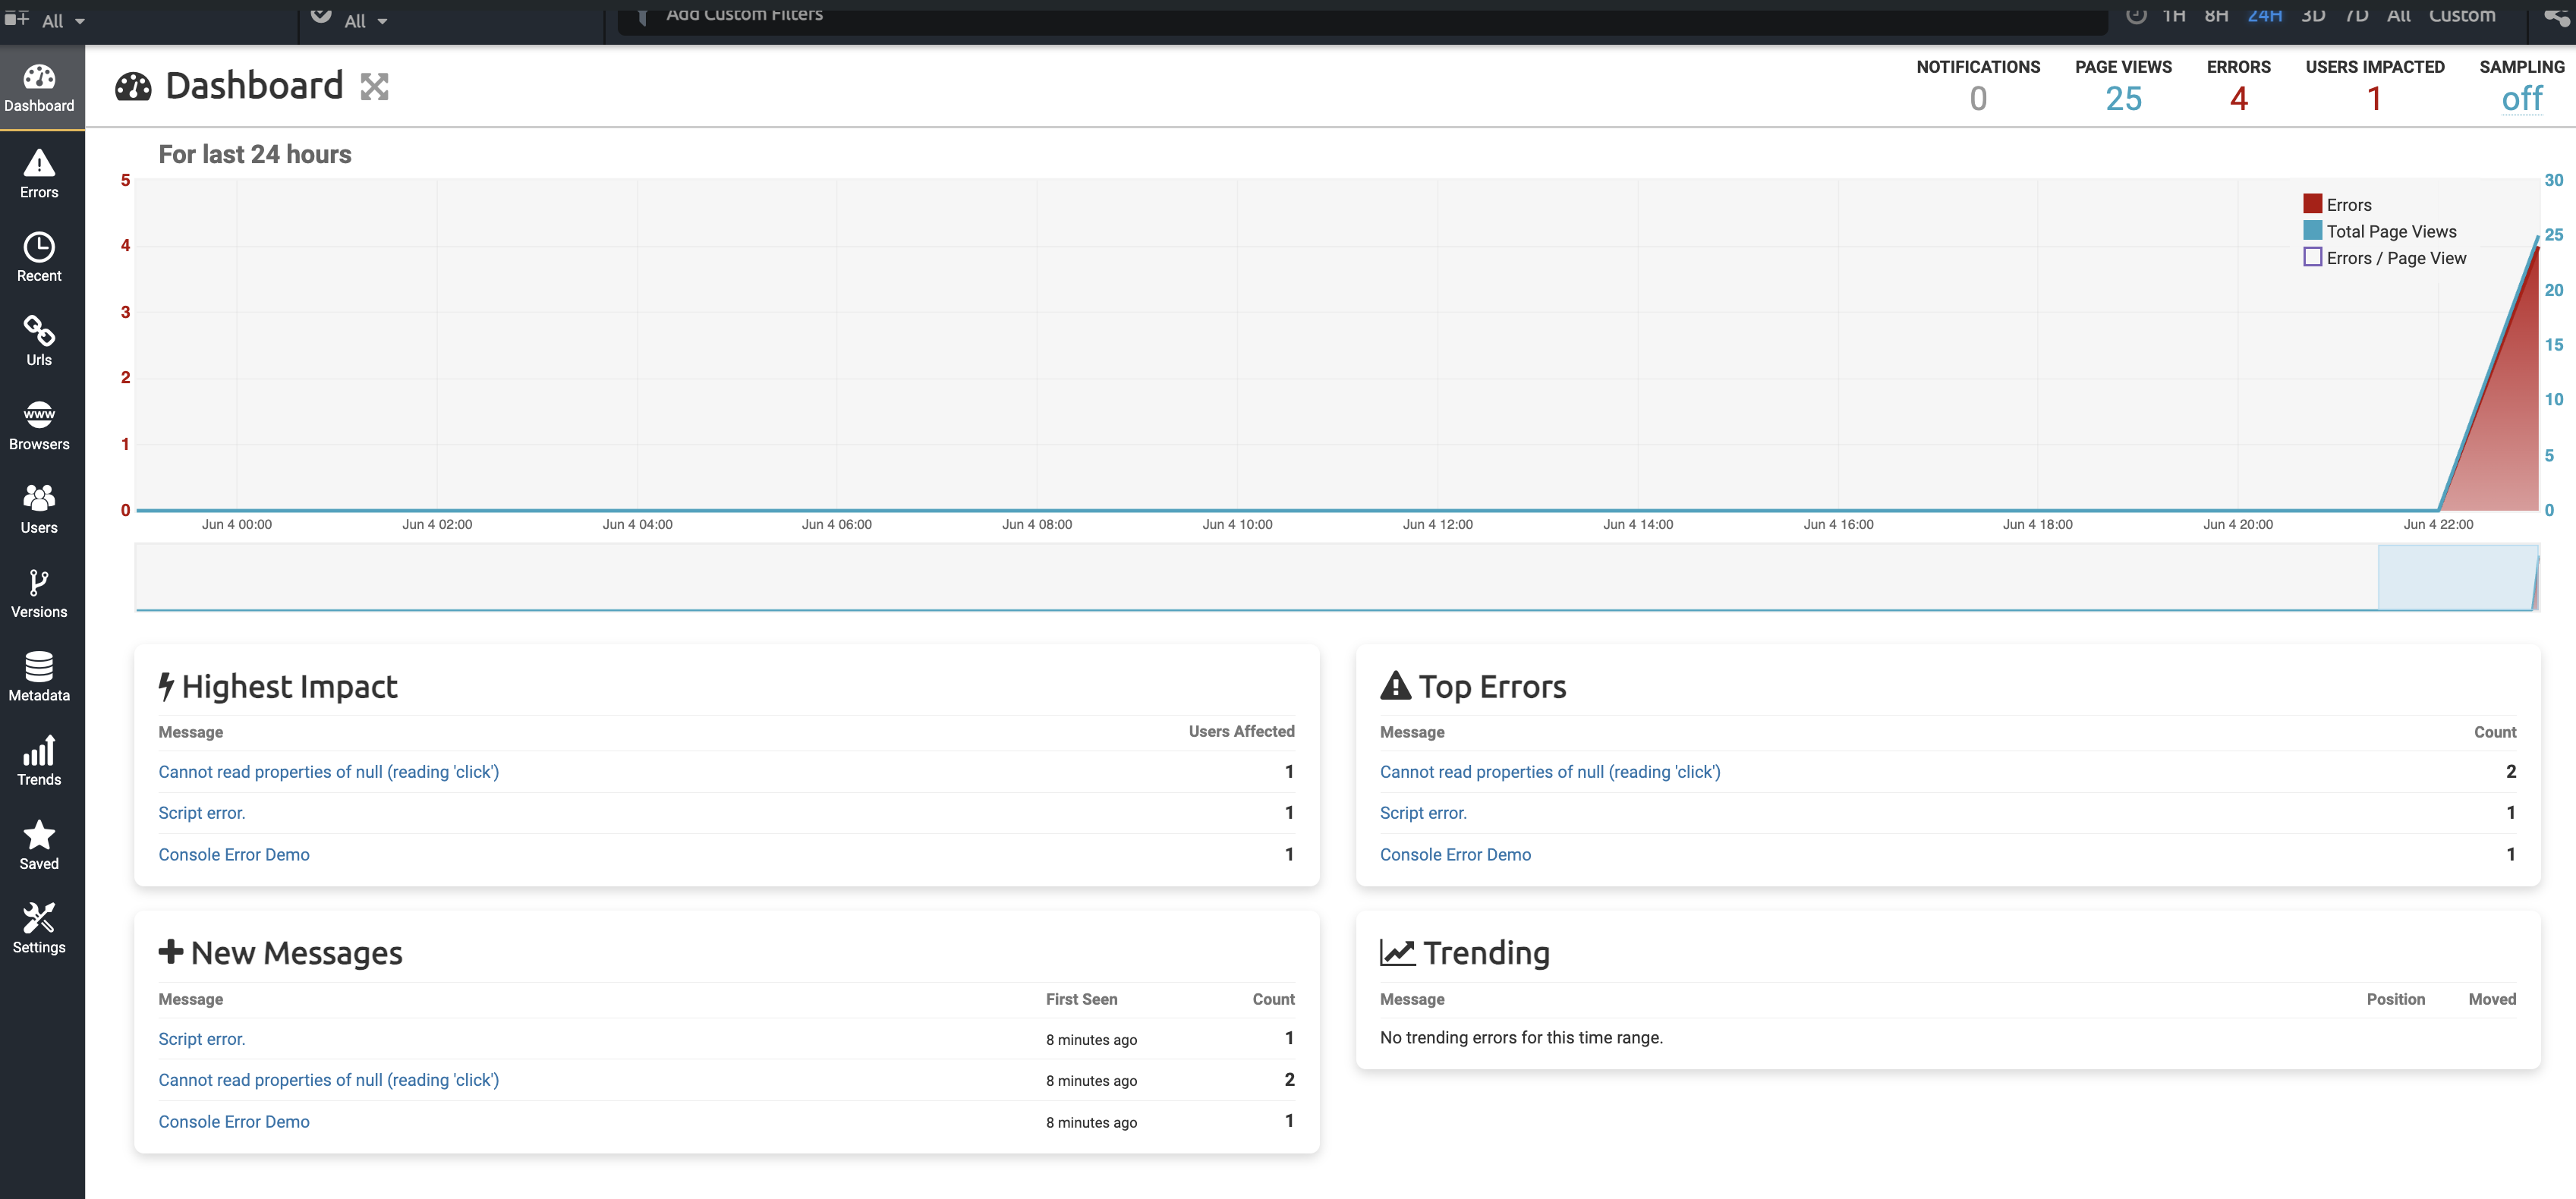 All All Add Custom Filters 1H 8H 24H 3D 7D All Custom
Dashboard
Errors
Recent
Urls
www
Browsers
Users
Versions
Metadata
Trends
Saved
Settings
Dashboard
NOTIFICATIONS PAGE VIEWS ERRORS USERS IMPACTED SAMPLING
0 25 4 1 off
For last 24 hours
5 30
Errors
Total Page Views 25
4
Errors / Page View
20
3
15
2
10
1
5
0 0
Jun 4 00:00 Jun 4 02:00 Jun 4 04:00 Jun 4 06:00 Jun 4 08:00 Jun 4 10:00 Jun 4 12:00 Jun 4 14:00 Jun 4 16:00 Jun 4 18:00 Jun 4 20:00 Jun 4 22:00
Highest Impact
Message Users Affected
Cannot read properties of null (reading 'click') 1
Script error. 1
Console Error Demo 1
Top Errors
Message Count
Cannot read properties of null (reading 'click') 2
Script error. 1
Console Error Demo 1
New Messages
Message First Seen Count
Script error. 8 minutes ago 1
Cannot read properties of null (reading 'click') 8 minutes ago 2
Console Error Demo 8 minutes ago 1
Trending
Message Position Moved
No trending errors for this time range.